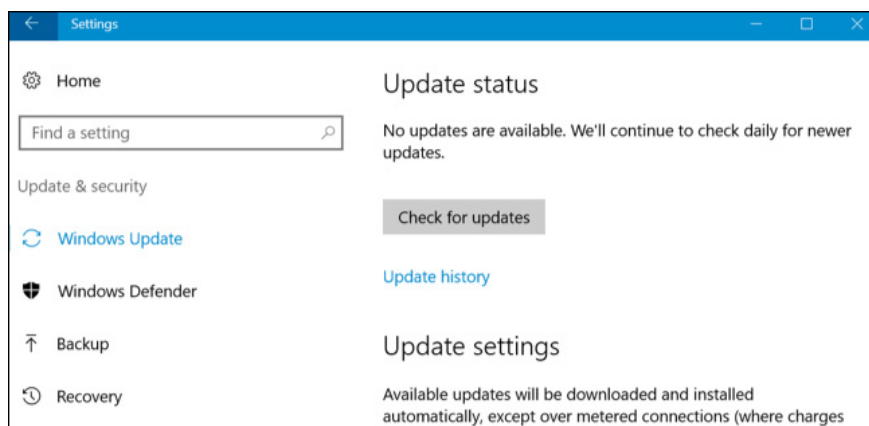 Settings
Home
Find a setting
Update & security
Windows Update
Windows Defender
Backup
Recovery
Update status
No updates are available. We'll continue to check daily for newer
updates.
Check for updates
Update history
Update settings
Available updates will be downloaded and installed
automatically, except over metered connections (where charges